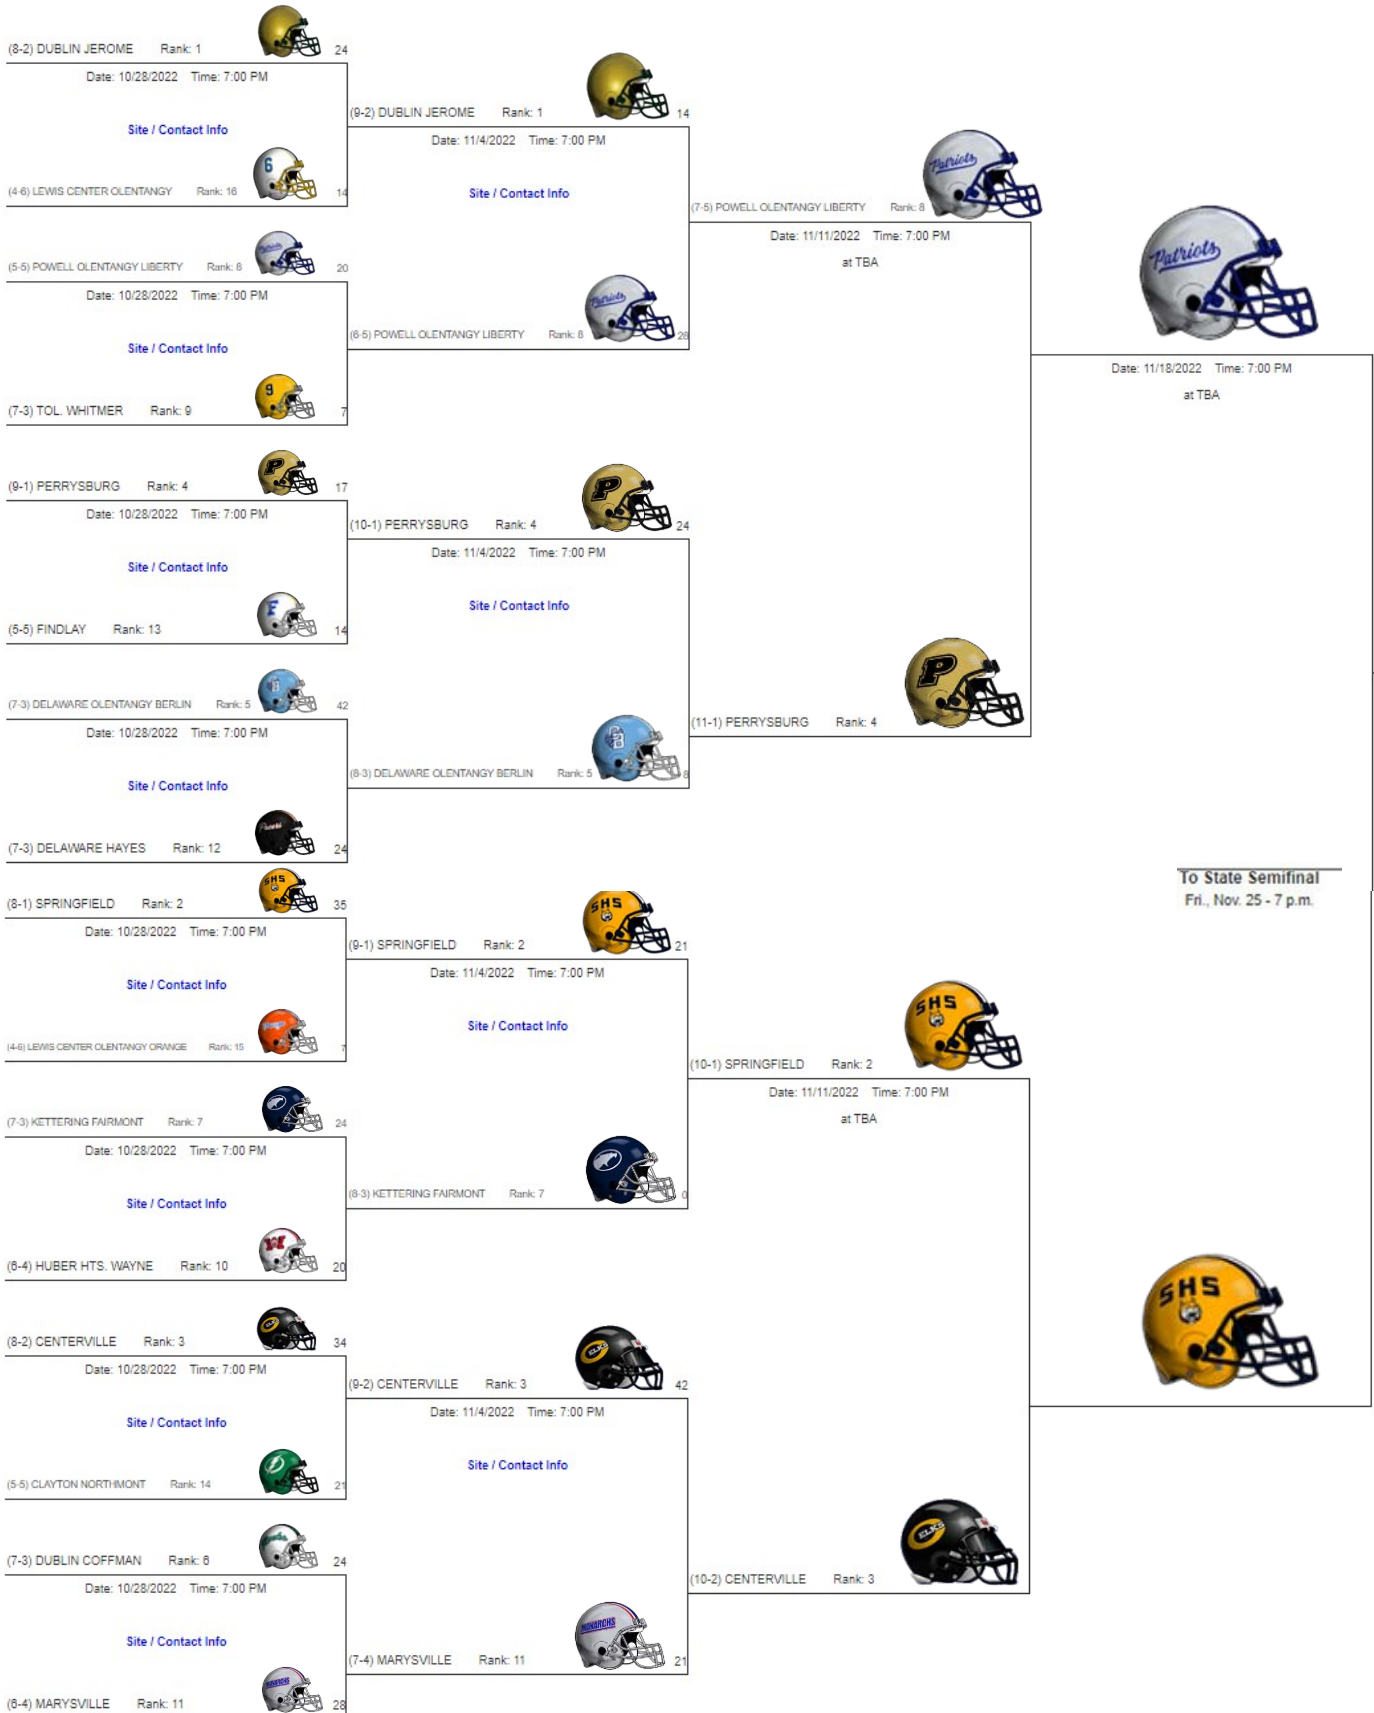 (8-2) DUBLIN JEROME Rank: 1 24
Date: 10/28/2022 Time: 7:00 PM
Site / Contact Info
(4-6) LEWIS CENTER OLENTANGY Rank: 16 6 14
(5-5) POWELL OLENTANGY LIBERTY Rank: 8 Patriots 20
Date: 10/28/2022 Time: 7:00 PM
Site / Contact Info
(7-3) TOL. WHITMER Rank: 9 9 7
(9-1) PERRYSBURG Rank: 4 P 17
Date: 10/28/2022 Time: 7:00 PM
Site / Contact Info
(5-5) FINDLAY Rank: 13 F 14
(7-3) DELAWARE OLENTANGY BERLIN Rank: 5 42
Date: 10/28/2022 Time: 7:00 PM
Site / Contact Info
(7-3) DELAWARE HAYES Rank: 12 Pacers 24
(8-1) SPRINGFIELD Rank: 2 SHS 35
Date: 10/28/2022 Time: 7:00 PM
Site / Contact Info
(4-6) LEWIS CENTER OLENTANGY ORANGE Rank: 15 7
(7-3) KETTERING FAIRMONT Rank: 7 24
Date: 10/28/2022 Time: 7:00 PM
Site / Contact Info
(6-4) HUBER HTS. WAYNE Rank: 10 W 20
(8-2) CENTERVILLE Rank: 3 ELKS 34
Date: 10/28/2022 Time: 7:00 PM
Site / Contact Info
(5-5) CLAYTON NORTHMONT Rank: 14 21
(7-3) DUBLIN COFFMAN Rank: 6 24
Date: 10/28/2022 Time: 7:00 PM
Site / Contact Info
(6-4) MARYSVILLE Rank: 11 MONARCHS 28
(9-2) DUBLIN JEROME Rank: 1 14
Date: 11/4/2022 Time: 7:00 PM
Site / Contact Info
(6-5) POWELL OLENTANGY LIBERTY Rank: 8 Patriots 28
(10-1) PERRYSBURG Rank: 4 P 24
Date: 11/4/2022 Time: 7:00 PM
Site / Contact Info
(8-3) DELAWARE OLENTANGY BERLIN Rank: 5 8
(9-1) SPRINGFIELD Rank: 2 SHS 21
Date: 11/4/2022 Time: 7:00 PM
Site / Contact Info
(8-3) KETTERING FAIRMONT Rank: 7 0
(9-2) CENTERVILLE Rank: 3 ELKS 42
Date: 11/4/2022 Time: 7:00 PM
Site / Contact Info
(7-4) MARYSVILLE Rank: 11 MONARCHS 21
(7-5) POWELL OLENTANGY LIBERTY Rank: 8 Patriots
Date: 11/11/2022 Time: 7:00 PM
at TBA
(11-1) PERRYSBURG Rank: 4 P
(10-1) SPRINGFIELD Rank: 2 SHS
Date: 11/11/2022 Time: 7:00 PM
at TBA
(10-2) CENTERVILLE Rank: 3 ELKS
Patriots
Date: 11/18/2022 Time: 7:00 PM
at TBA
To State Semifinal
Fri., Nov. 25 - 7 p.m.
SHS